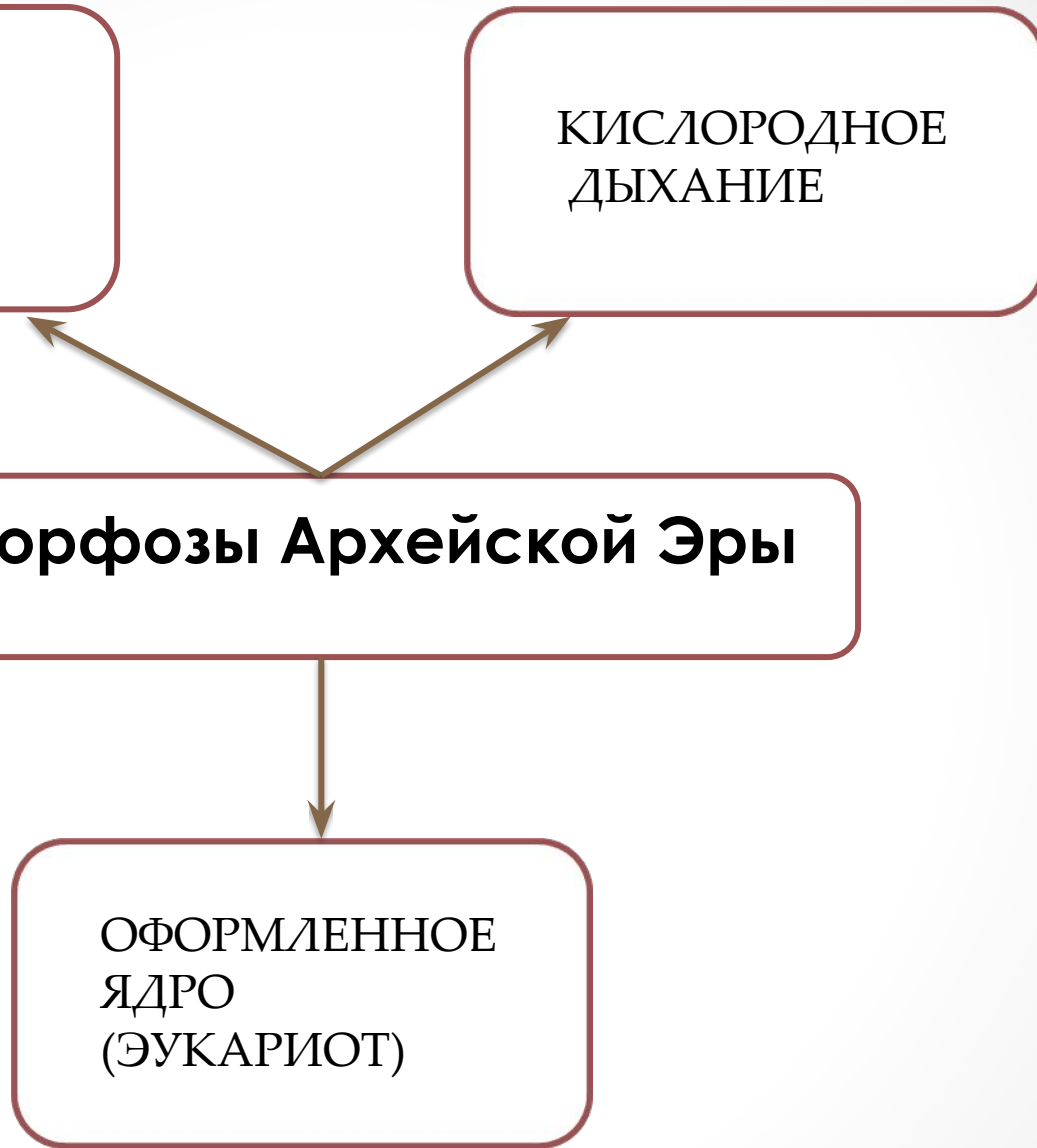 КИСЛОРОДНОЕ
ДЫХАНИЕ
орфозы Архейской Эры
ОФОРМЛЕННОЕ
ЯДРО
(ЭУКАРИОТ)